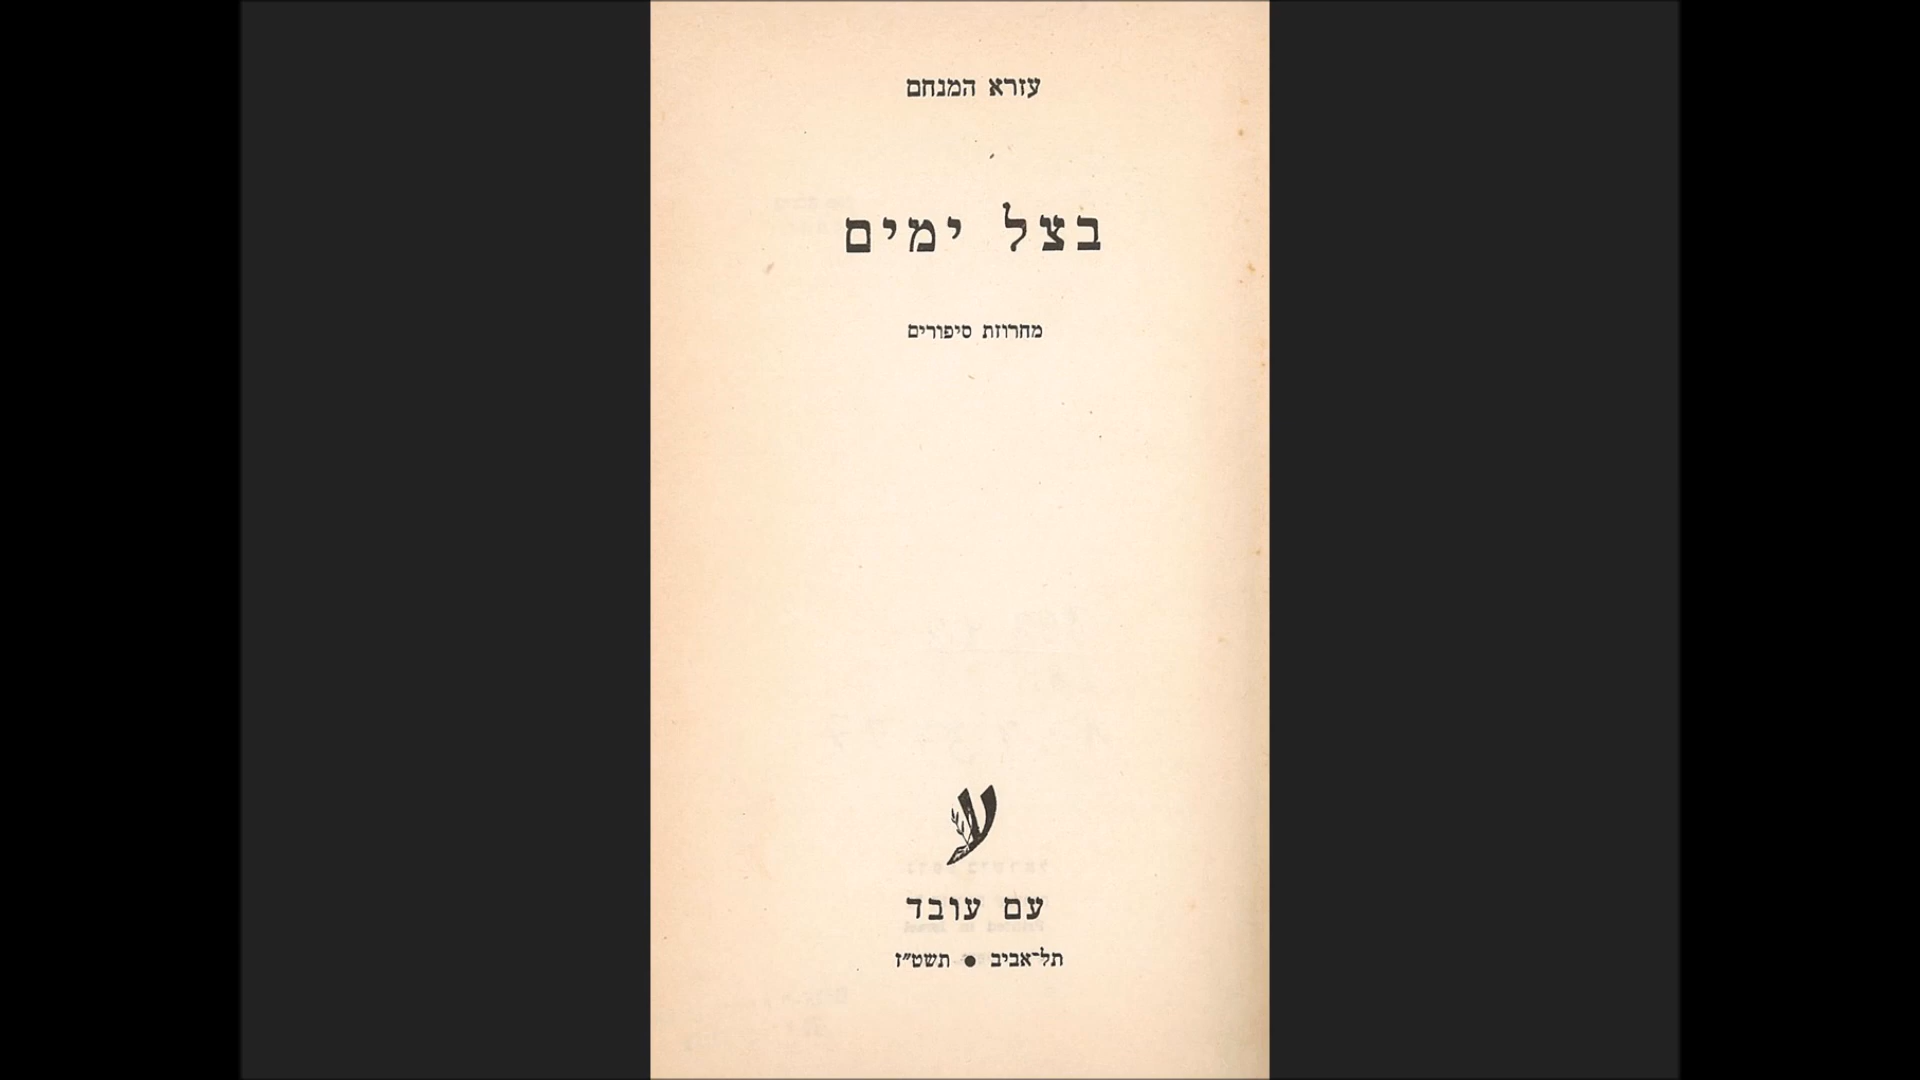 עזרא המנחם
בצל ימים
מחרוזת סיפורים
ע
עם עובד
תל־אביב • תשט״ז